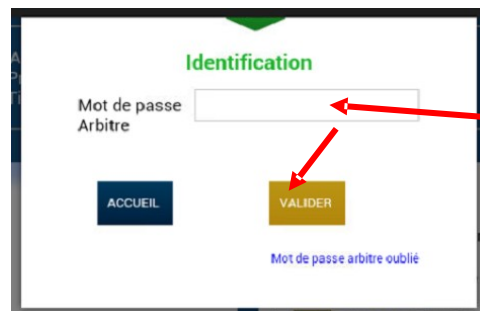 Identification
Mot de passe
Arbitre
ACCUEIL
VALIDER
Mot de passe arbitre oublié